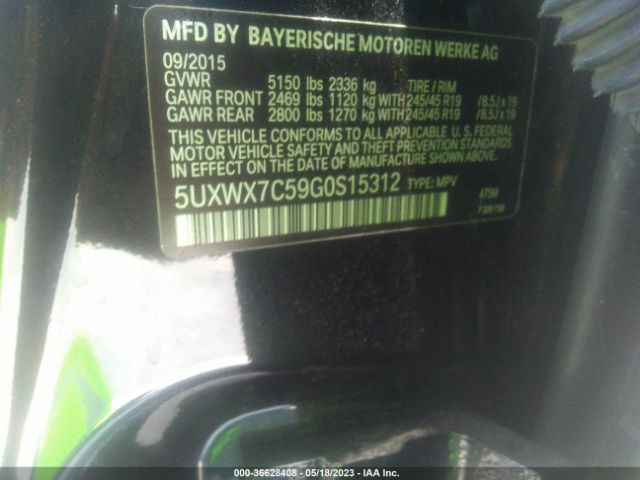 MFD BY BAYERISCHE MOTOREN WERKE AG
09/2015
GVWR 5150 lbs 2336 kg TIRE / RIM
GAWR FRONT 2469 lbs 1120 kg WITH 245/45 R19 / 8.5J x 19
GAWR REAR 2800 lbs 1270 kg WITH 245/45 R19 / 8.5J x 19
THIS VEHICLE CONFORMS TO ALL APPLICABLE U.S. FEDERAL
MOTOR VEHICLE SAFETY AND THEFT PREVENTION STANDARDS
IN EFFECT ON THE DATE OF MANUFACTURE SHOWN ABOVE.
5UXWX7C59G0S15312 TYPE: MPV 475M
000-36628408 - 05/18/2023 - IAA Inc.